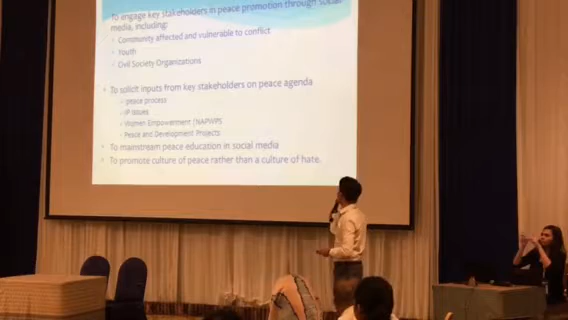 To engage key stakeholders in peace promotion through social
media, including:
Community affected and vulnerable to conflict
Youth
Civil Society Organizations
To solicit inputs from key stakeholders on peace agenda
peace process
IP Issues
Women Empowerment (NAPWPS
Peace and Development Projects
To mainstream peace education in social media
To promote culture of peace rather than a culture of hate.